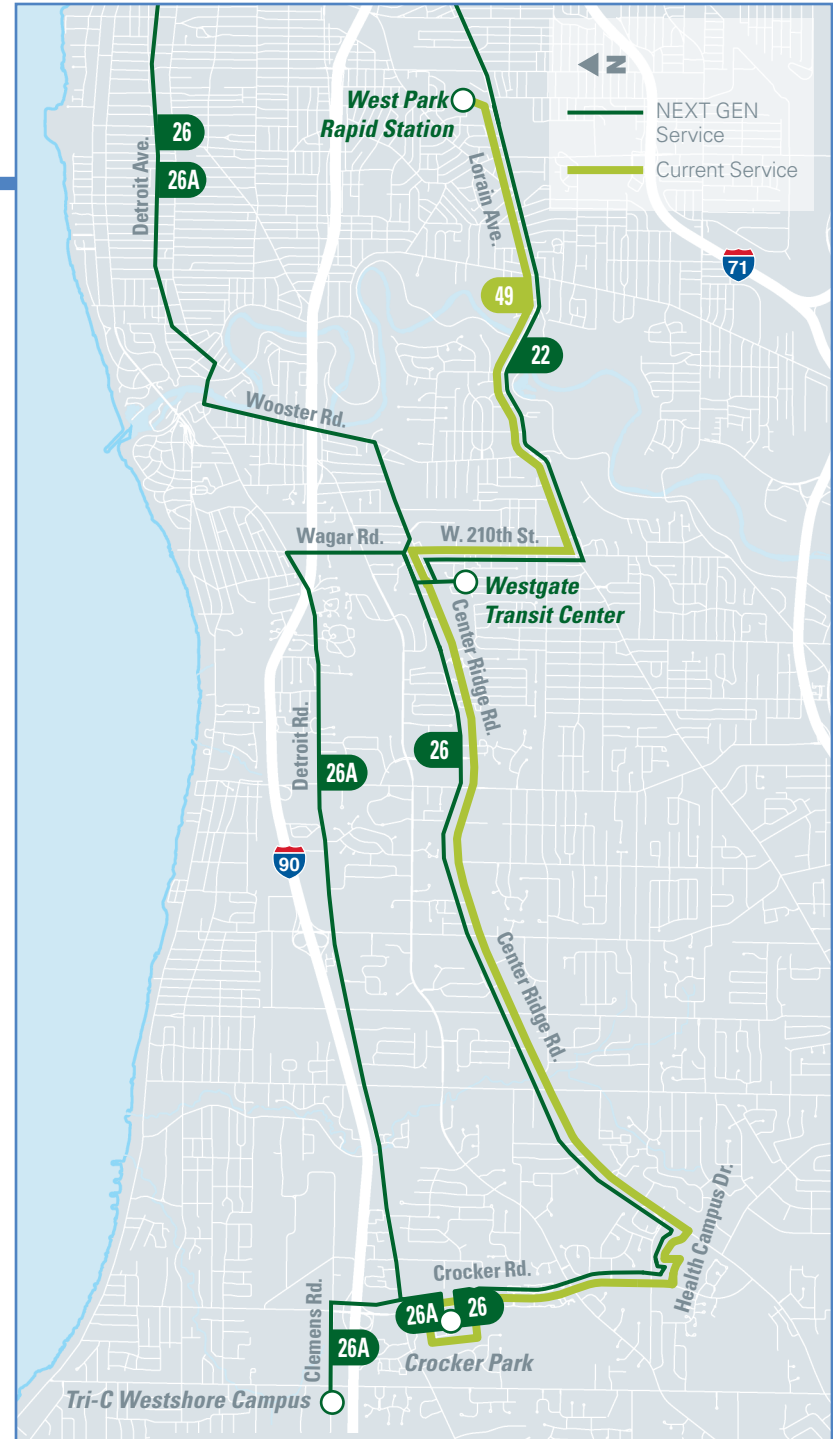 West Park
Rapid Station
N
NEXT GEN
Service
Current Service
26
26A
Detroit Ave.
Lorain Ave.
71
49
22
Wooster Rd.
Wagar Rd.
W. 210th St.
Westgate
Transit Center
Center Ridge Rd.
Detroit Rd.
26
26A
90
Center Ridge Rd.
Health Campus Dr.
Crocker Rd.
26A
26
Clemens Rd.
26A
Crocker Park
Tri-C Westshore Campus